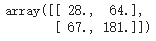 array([[ 28.,  64.],
       [ 67., 181.]])